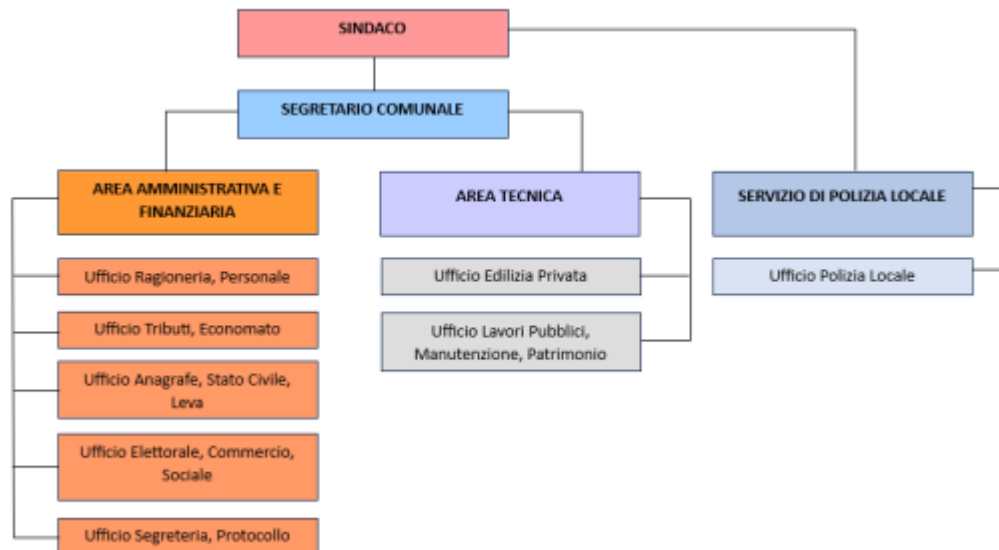 SINDACO
SEGRETARIO COMUNALE
AREA AMMINISTRATIVA E
FINANZIARIA
Ufficio Ragioneria, Personale
Ufficio Tributi, Economato
Ufficio Anagrafe, Stato Civile,
Leva
Ufficio Elettorale, Commercio,
Sociale
Ufficio Segreteria, Protocollo
AREA TECNICA
Ufficio Edilizia Privata
Ufficio Lavori Pubblici,
Manutenzione, Patrimonio
SERVIZIO DI POLIZIA LOCALE
Ufficio Polizia Locale